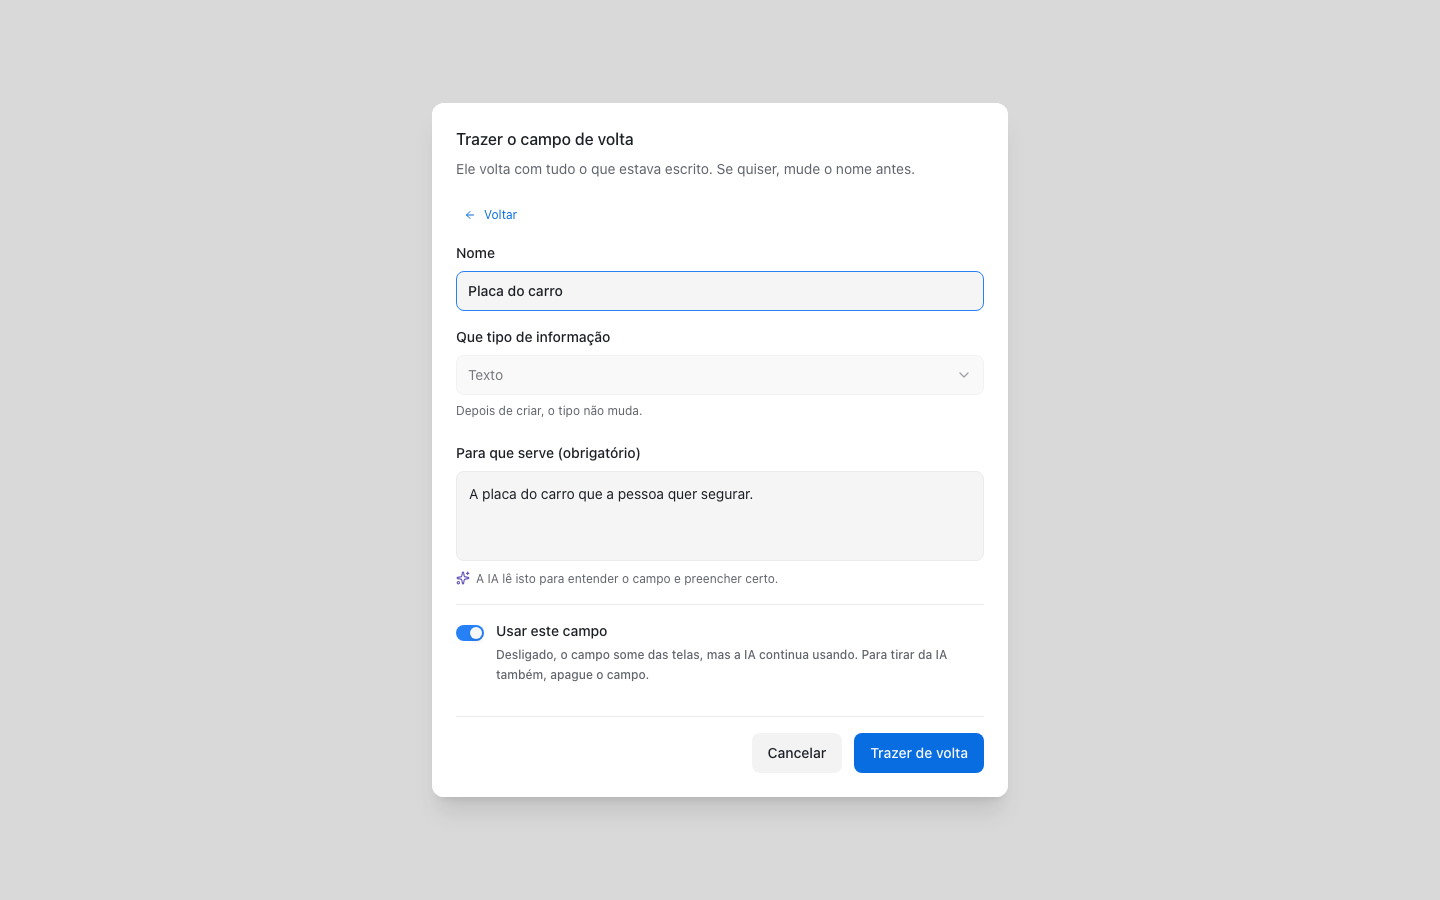 Trazer o campo de volta
Ele volta com tudo o que estava escrito. Se quiser, mude o nome antes.
Voltar
Nome
Placa do carro
Que tipo de informação
Texto
Depois de criar, o tipo não muda.
Para que serve (obrigatório)
A placa do carro que a pessoa quer segurar.
A IA lê isto para entender o campo e preencher certo.
Usar este campo
Desligado, o campo some das telas, mas a IA continua usando. Para tirar da IA
também, apague o campo.
Cancelar
Trazer de volta